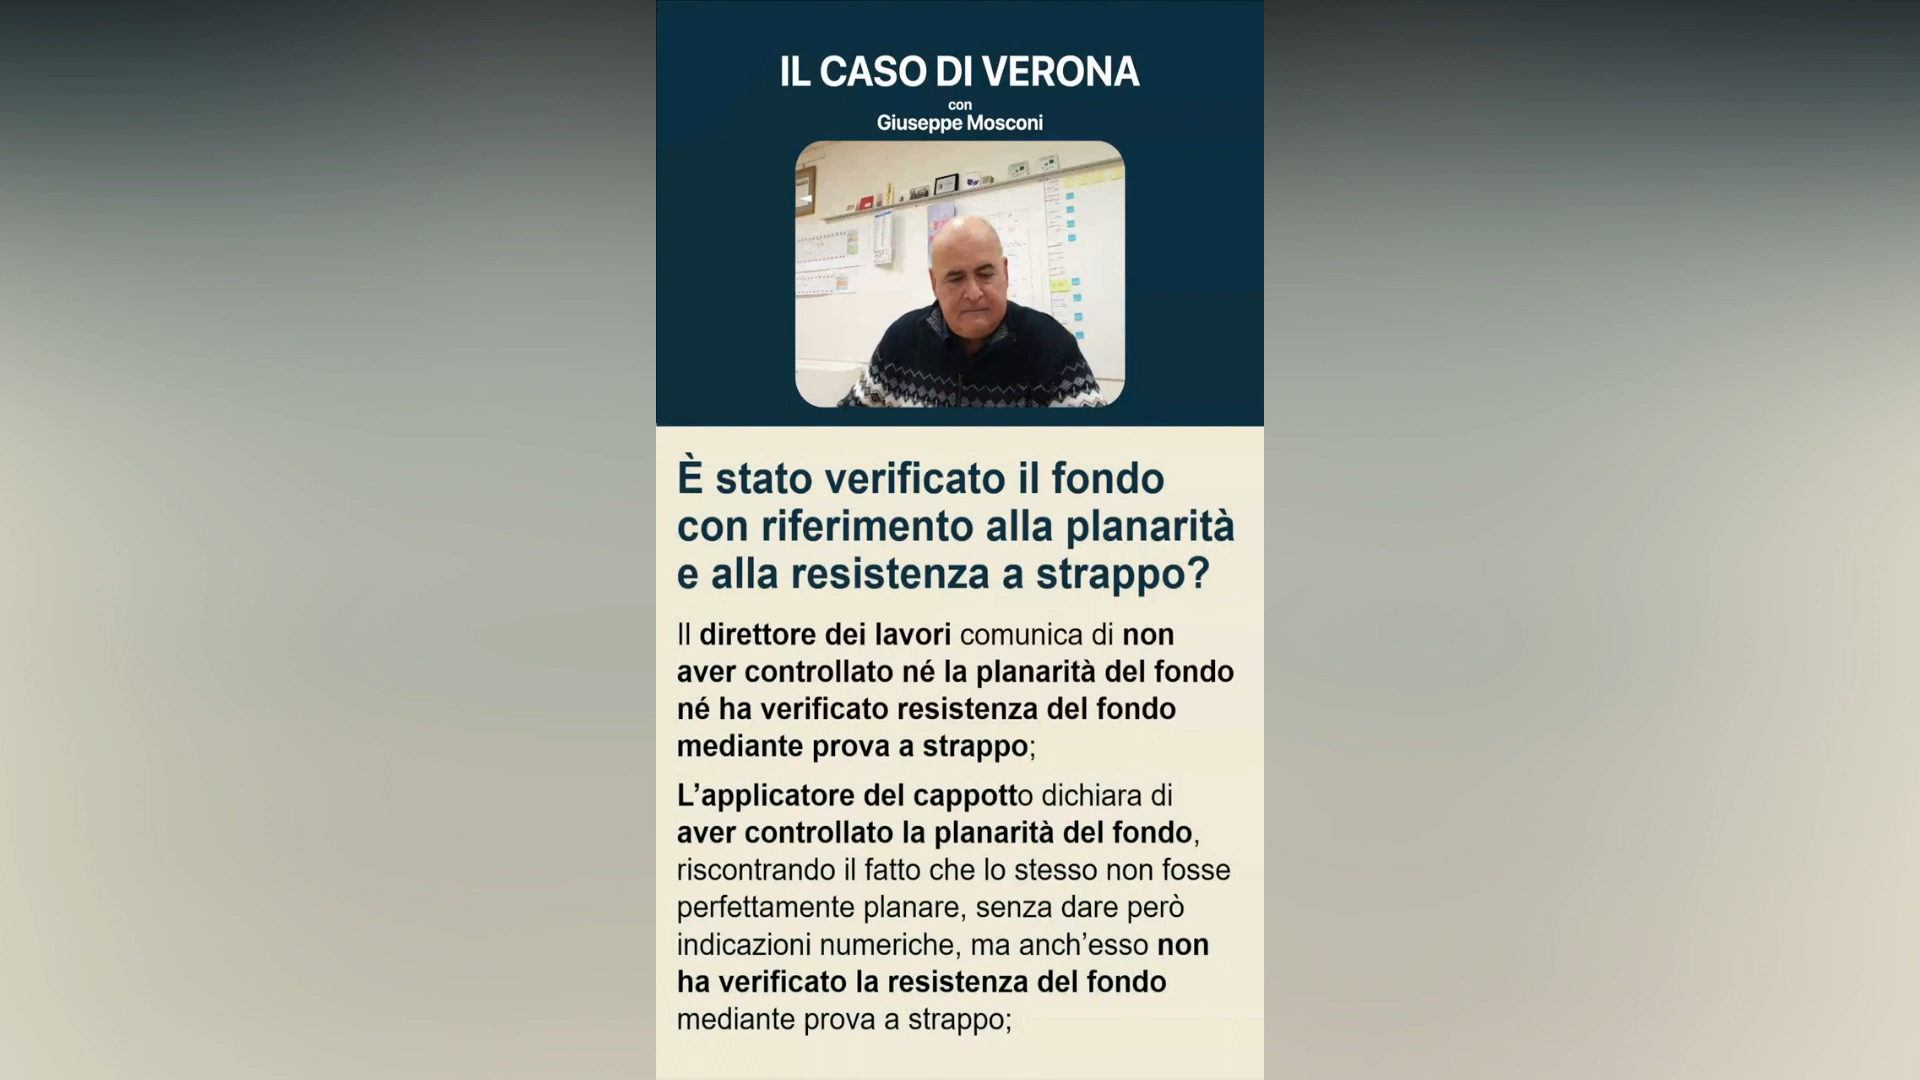 IL CASO DI VERONA
con
Giuseppe Mosconi
È stato verificato il fondo
con riferimento alla planarità
e alla resistenza a strappo?
Il direttore dei lavori comunica di non
aver controllato né la planarità del fondo
né ha verificato resistenza del fondo
mediante prova a strappo;
L’applicatore del cappotto dichiara di
aver controllato la planarità del fondo,
riscontrando il fatto che lo stesso non fosse
perfettamente planare, senza dare però
indicazioni numeriche, ma anch’esso non
ha verificato la resistenza del fondo
mediante prova a strappo;